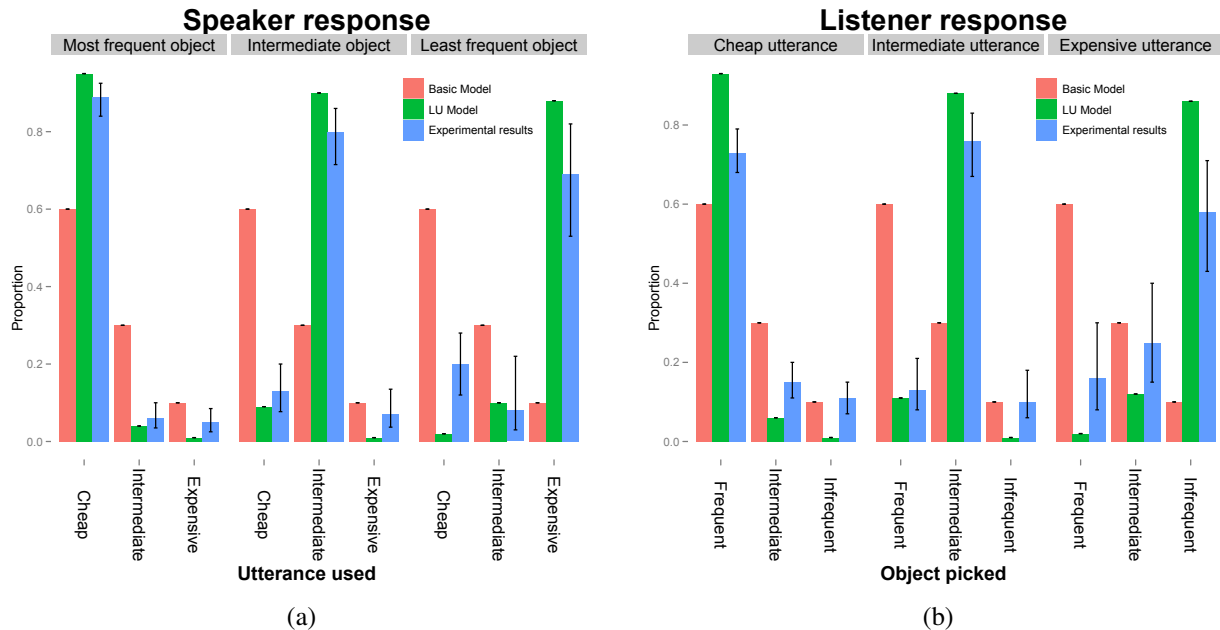 Speaker response
Most frequent object
Intermediate object
Least frequent object
Basic Model
LU Model
Experimental results
Proportion
0.8
0.6
0.4
0.2
0.0
Cheap
Intermediate
Expensive
Cheap
Intermediate
Expensive
Cheap
Intermediate
Expensive
Utterance used
(a)
Listener response
Cheap utterance
Intermediate utterance
Expensive utterance
Basic Model
LU Model
Experimental results
Proportion
0.8
0.6
0.4
0.2
0.0
Frequent
Intermediate
Infrequent
Frequent
Intermediate
Infrequent
Frequent
Intermediate
Infrequent
Object picked
(b)